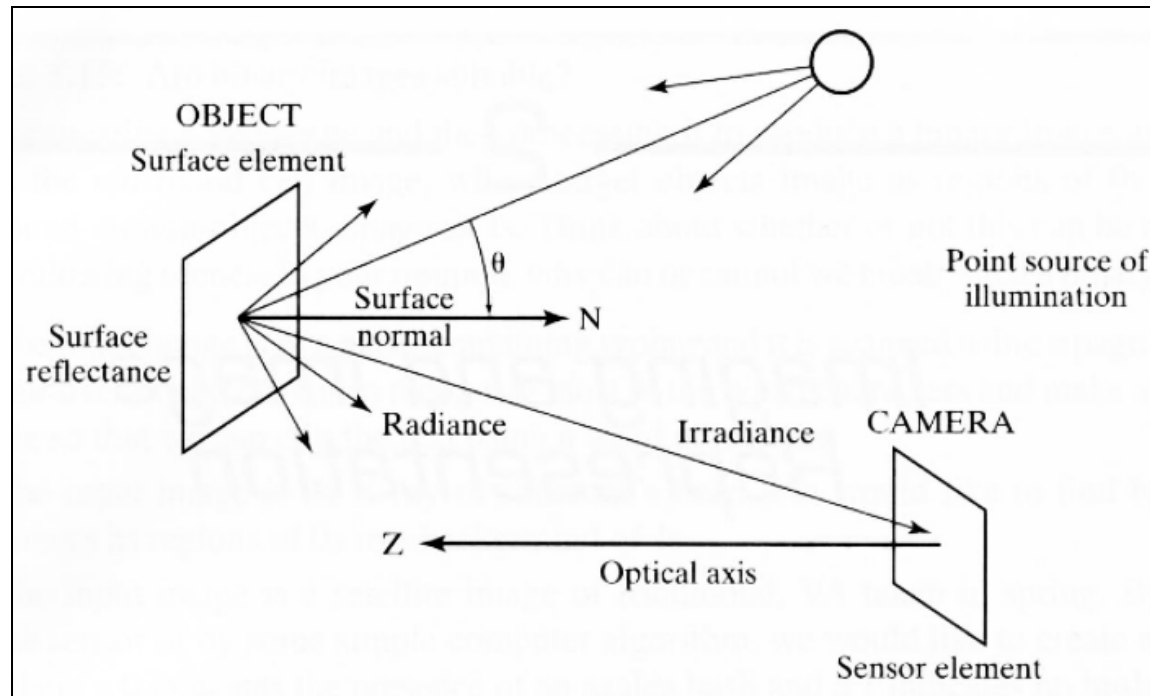 OBJECT
Surface element
θ
Surface
normal
N
Point source of
illumination
Surface
reflectance
Radiance
Irradiance
CAMERA
Z
Optical axis
Sensor element